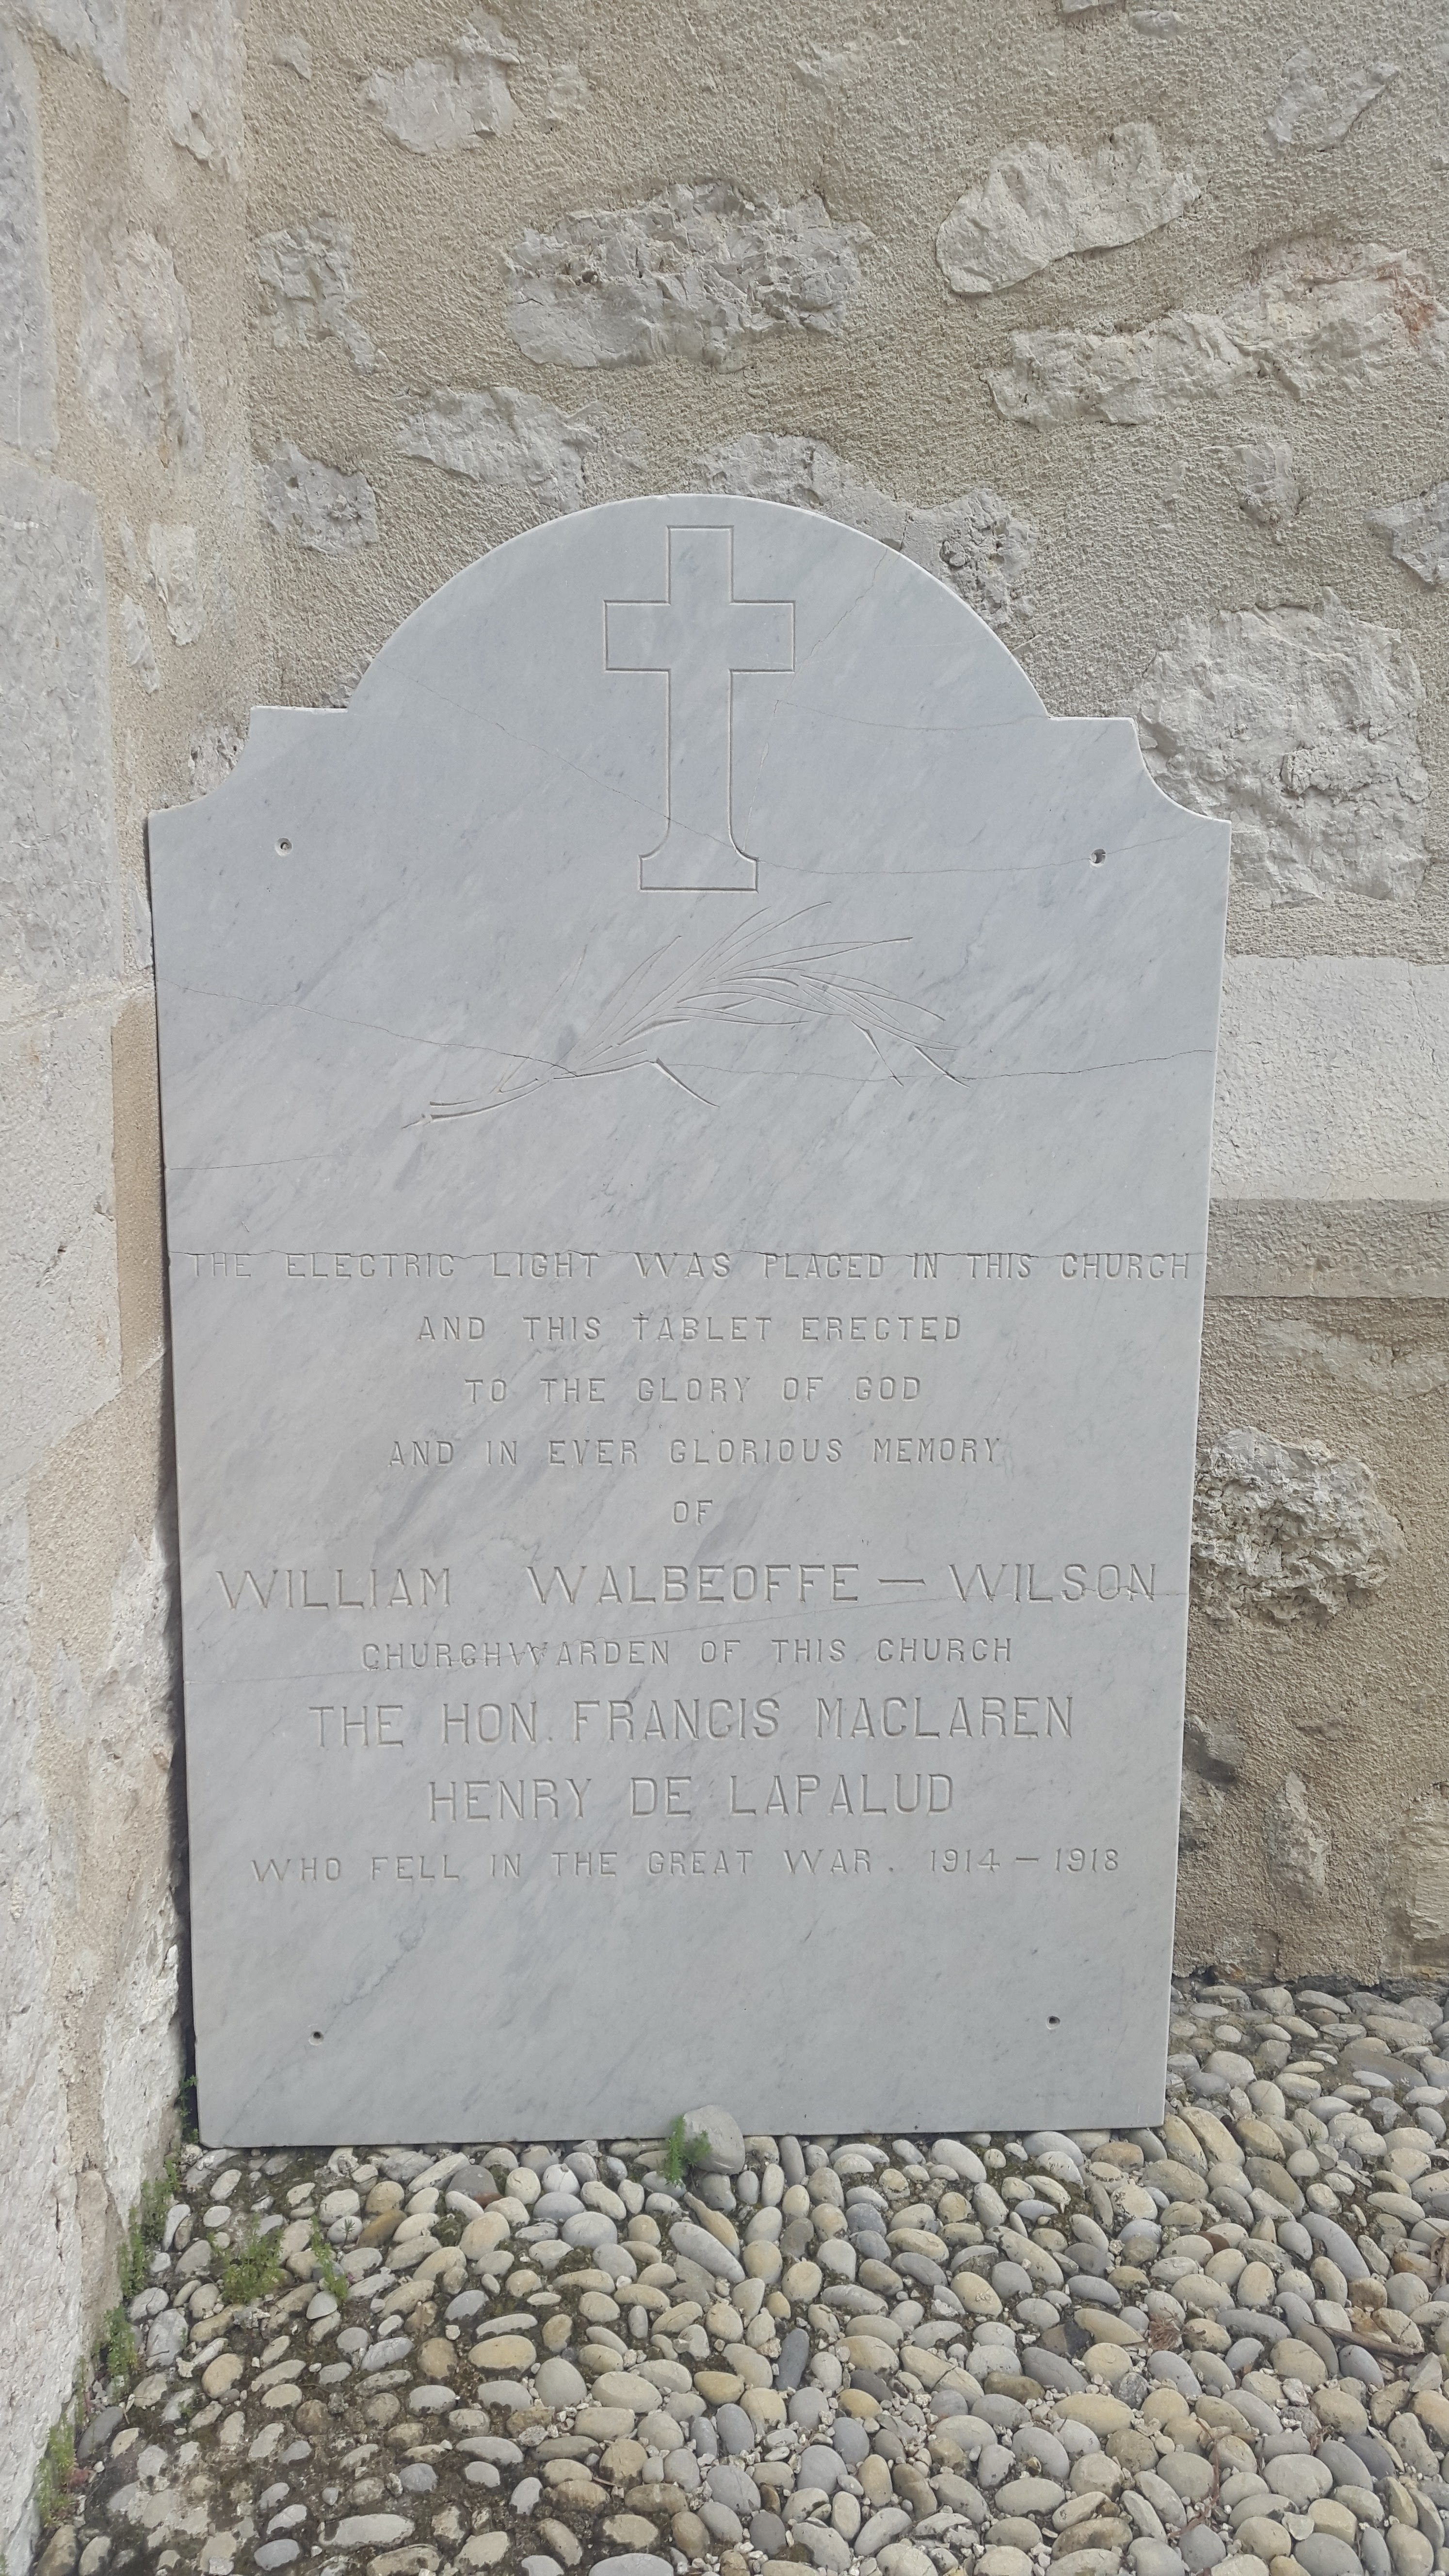 THE ELECTRIC LIGHT WAS PLACED IN THIS CHURCH
AND THIS TABLET ERECTED
TO THE GLORY OF GOD
AND IN EVER GLORIOUS MEMORY
OF
WILLIAM WALBEOFFE – WILSON
CHURCHWARDEN OF THIS CHURCH
THE HON. FRANCIS MACLAREN
HENRY DE LAPALUD
WHO FELL IN THE GREAT WAR. 1914 – 1918